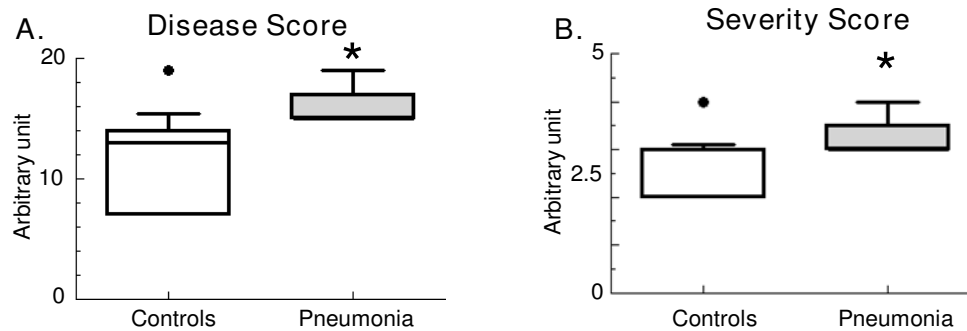 A.
Disease Score
*
20
10
0
Arbitrary unit
Controls
Pneumonia
B.
Severity Score
*
5
2.5
0
Arbitrary unit
Controls
Pneumonia